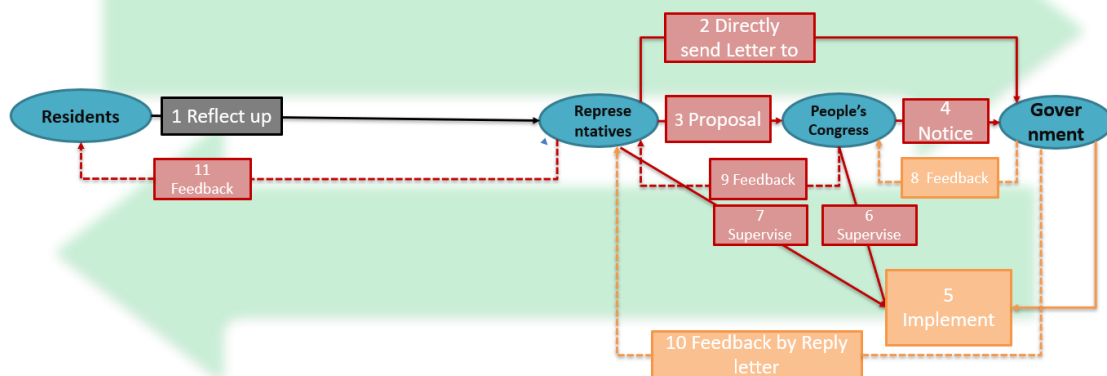 2 Directly
send Letter to
Residents
1 Reflect up
Represe
ntatives
3 Proposal
People's
Congress
4
Notice
Gover
nment
11
Feedback
9 Feedback
8 Feedback
7
Supervise
6
Supervise
5
Implement
10 Feedback by Reply
letter